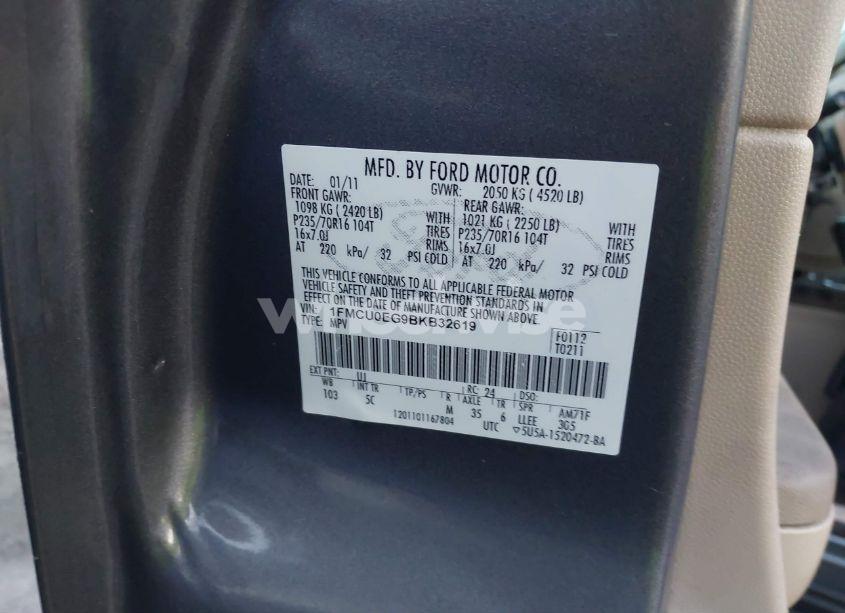 MFD. BY FORD MOTOR CO.
DATE: 01/11 GVWR: 2050 KG ( 4520 LB)
FRONT GAWR: REAR GAWR:
1098 KG (2420 LB) WITH 1021 KG (2250 LB) WITH
P235/70R16 104T TIRES P235/70R16 104T TIRES
16x7.0J RIMS 16x7.0J RIMS
AT 220 kPa/ 32 PSI COLD AT 220 kPa/ 32 PSI COLD
THIS VEHICLE CONFORMS TO ALL APPLICABLE FEDERAL MOTOR
VEHICLE SAFETY AND THEFT PREVENTION STANDARDS IN
EFFECT ON THE DATE OF MANUFACTURE SHOWN ABOVE.
VIN: 1FMCU0EG9BKB32619 F0112
TYPE: MPV T0211
EXT PNT: UJ RC: 24 DSO:
WB INT TR TP/PS R AXLE TR SPR AM71F
103 5C M 35 6 LLEE 3G5
1201101167804 UTC 5U5A-1520472-BA